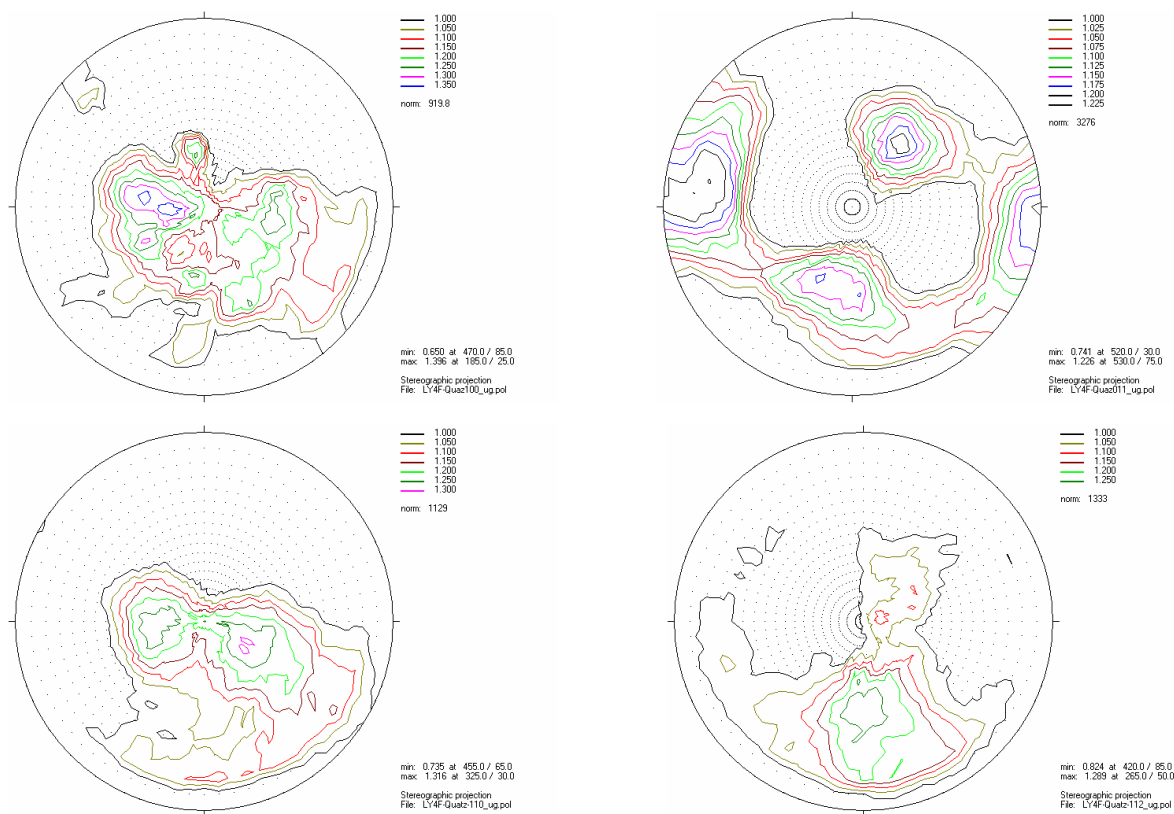 1.000
1.050
1.100
1.150
1.200
1.250
1.300
1.350
norm: 919.8
min: 0.650 at 470.0 / 85.0
max: 1.396 at 185.0 / 25.0
Stereographic projection
File: LY4F-Quaz100_ug.pol
1.000
1.025
1.050
1.075
1.100
1.125
1.150
1.175
1.200
1.225
norm: 3276
min: 0.741 at 520.0 / 30.0
max: 1.226 at 530.0 / 75.0
Stereographic projection
File: LY4F-Quaz011_ug.pol
1.000
1.050
1.100
1.150
1.200
1.250
1.300
norm: 1129
min: 0.735 at 455.0 / 65.0
max: 1.316 at 325.0 / 30.0
Stereographic projection
File: LY4F-Quatz-110_ug.pol
1.000
1.050
1.100
1.150
1.200
1.250
norm: 1333
min: 0.824 at 420.0 / 85.0
max: 1.289 at 265.0 / 50.0
Stereographic projection
File: LY4F-Quatz-112_ug.pol